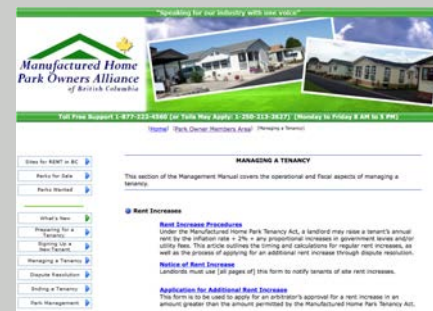 "Speaking for our industry with one voice"
Manufactured Home
Park Owners Alliance
of British Columbia
Toll Free Support 1-877-222-4560 (or Tolls May Apply: 1-250-213-2627) (Monday to Friday 8 AM to 5 PM)
[Home] [Park Owner Members Area] [Managing a Tenancy]
Sites for RENT in BC
Parks for Sale
Parks Wanted
What's New
Preparing for a
Tenancy
Signing Up a
New Tenant
Managing a Tenancy
Dispute Resolution
Ending a Tenancy
Park Management
MANAGING A TENANCY
This section of the Management Manual covers the operational and fiscal aspects of managing a
tenancy.
Rent Increases
Rent Increase Procedures
Under the Manufactured Home Park Tenancy Act, a landlord may raise a tenant's annual
rent by the inflation rate + 2% + any proportional increases in government levies and/or
utility fees. This article outlines the timing and calculations for regular rent increases, as
well as the process of applying for an additional rent increase through dispute resolution.
Notice of Rent Increase
Landlords must use [all pages of] this form to notify tenants of site rent increases.
Application for Additional Rent Increase
This form is to be used to apply for an arbitrator's approval for a rent increase in an
amount greater than the amount permitted by the Manufactured Home Park Tenancy Act.